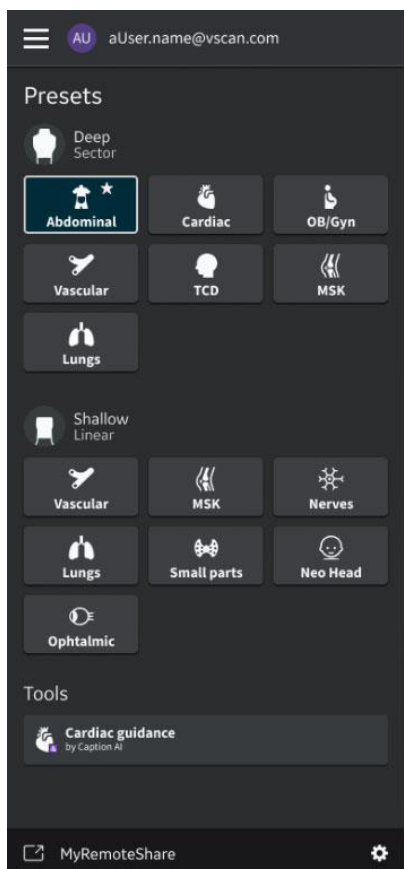 AU aUser.name@vscan.com
Presets
Deep
Sector
Abdominal Cardiac OB/Gyn
Vascular TCD MSK
Lungs
Shallow
Linear
Vascular MSK Nerves
Lungs Small parts Neo Head
Ophtalmic
Tools
Cardiac guidance
by Caption AI
MyRemoteShare